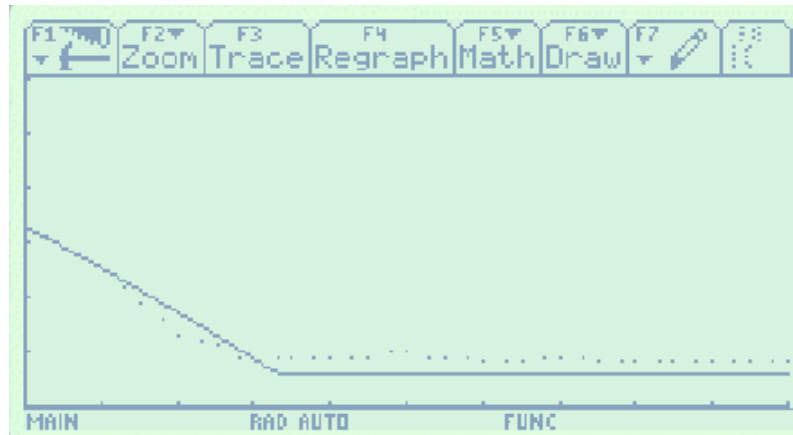 F1 F2 F3 F4 F5 F6 F7 F8
Zoom Trace Regraph Math Draw
MAIN RAD AUTO FUNC